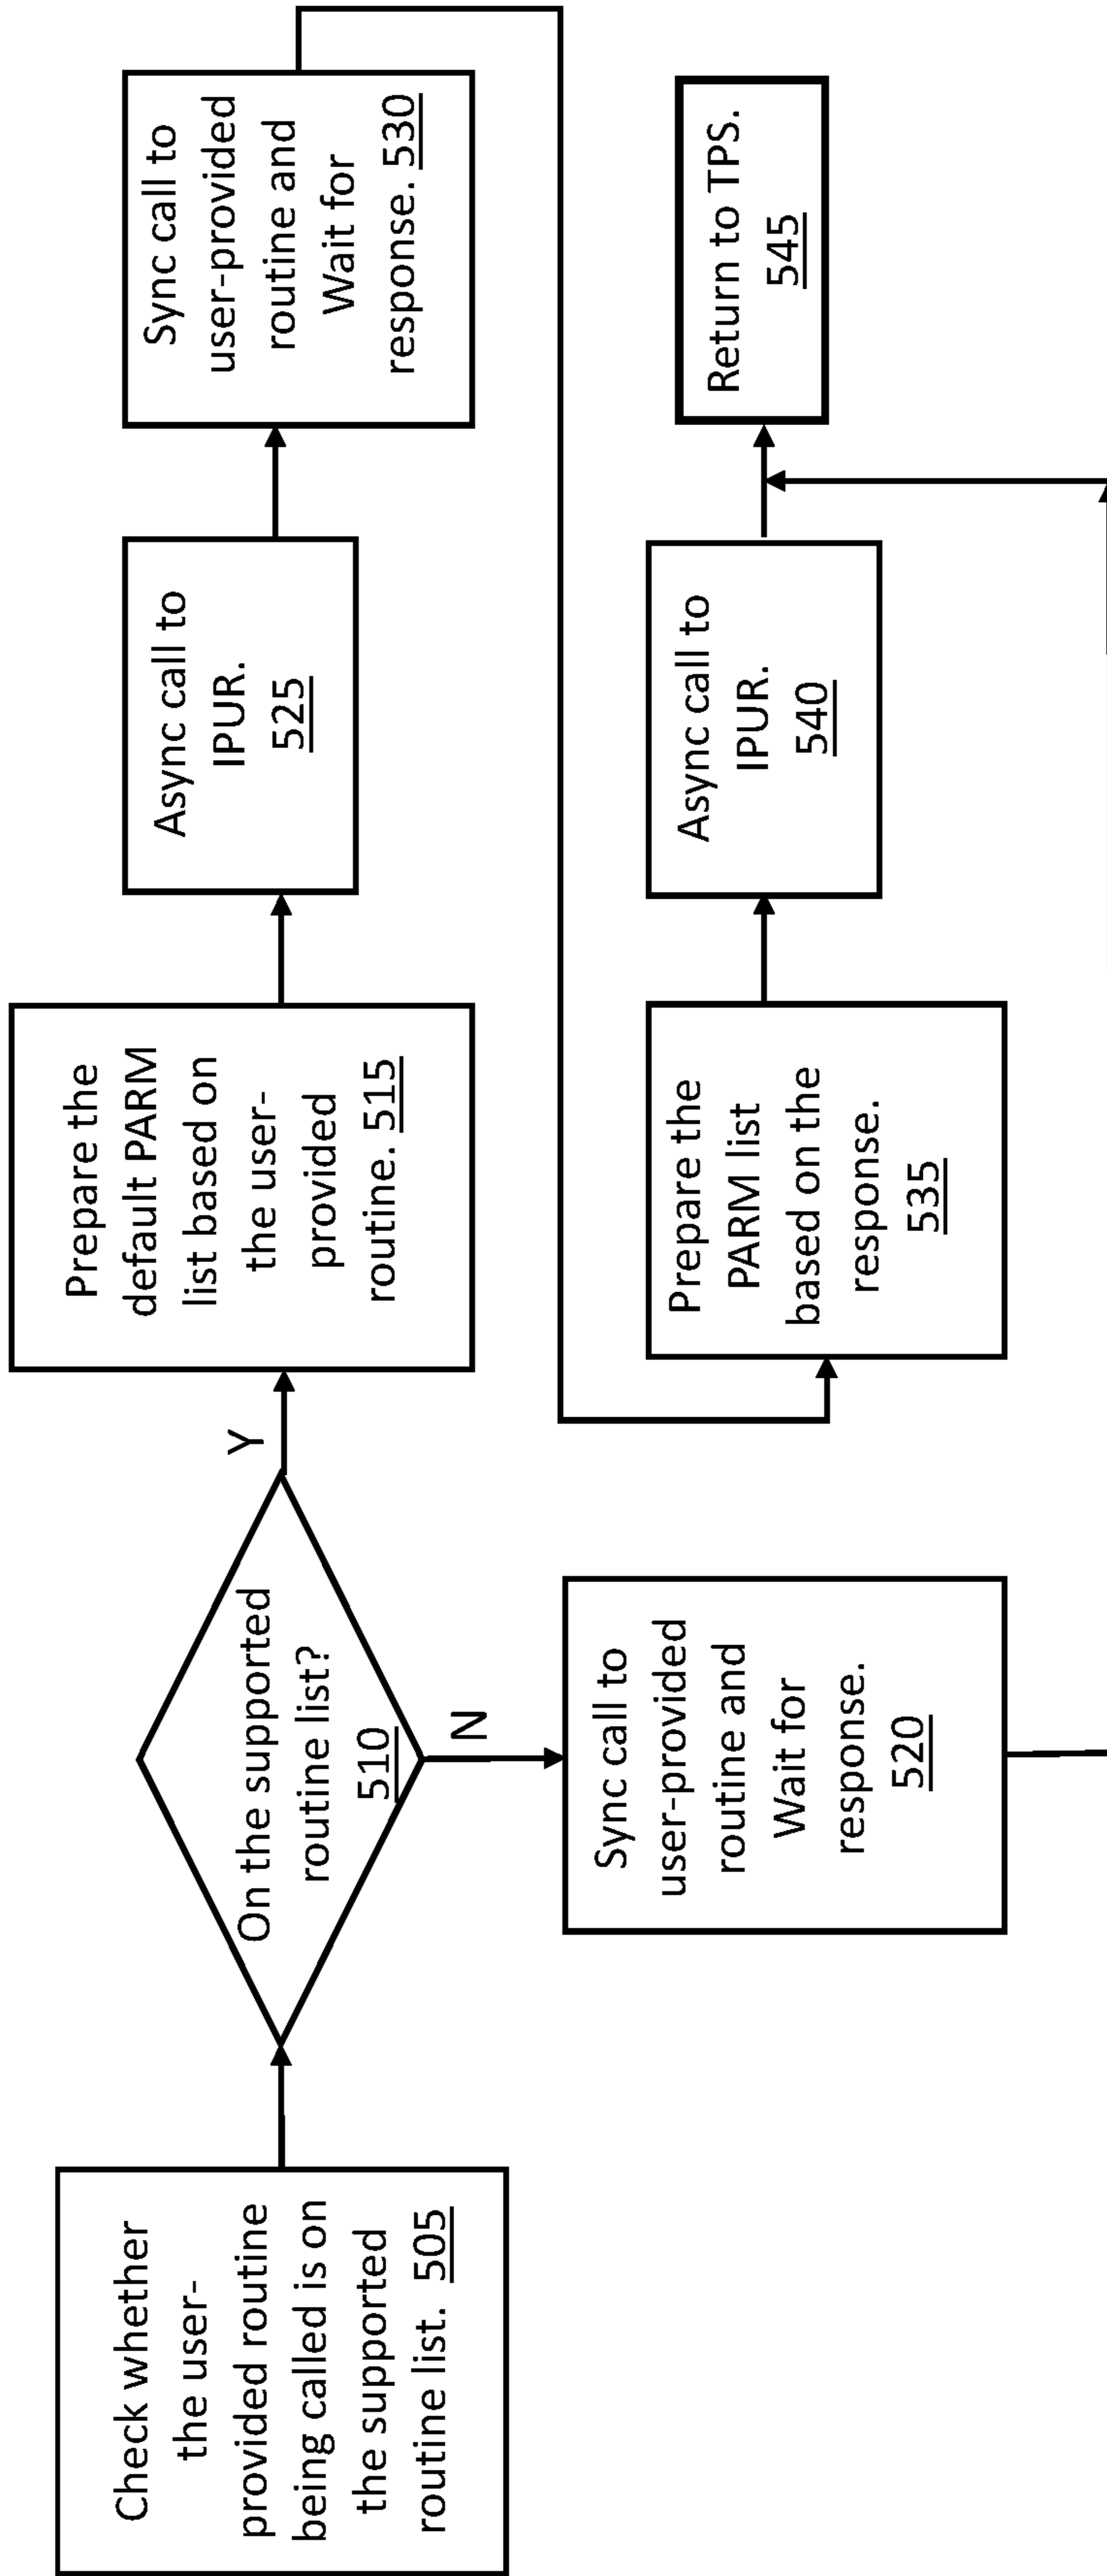 Check whether
the user-
provided routine
being called is on
the supported
routine list. 505
On the supported
routine list?
510
Y
N
Prepare the
default PARM
list based on
the user-
provided
routine. 515
Async call to
IPUR.
525
Sync call to
user-provided
routine and
Wait for
response. 530
Sync call to
user-provided
routine and
Wait for
response.
520
Prepare the
PARM list
based on the
response.
535
Async call to
IPUR.
540
Return to TPS.
545